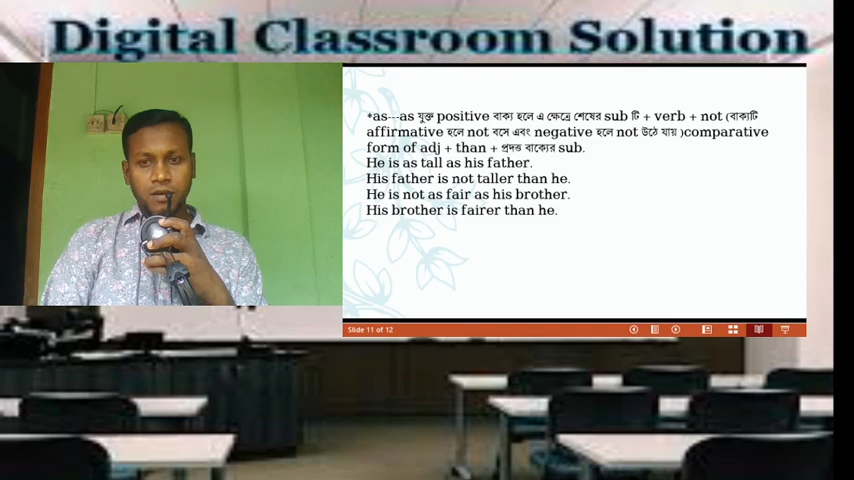 Digital Classroom Solution
*as---as যুক্ত positive বাক্য হলে এ ক্ষেত্রে শেষের sub টি + verb + not (বাক্যটি
affirmative হলে not বসে এবং negative হলে not উঠে যায় )comparative
form of adj + than + প্রদত্ত বাক্যের sub.
He is as tall as his father.
His father is not taller than he.
He is not as fair as his brother.
His brother is fairer than he.
Slide 11 of 12